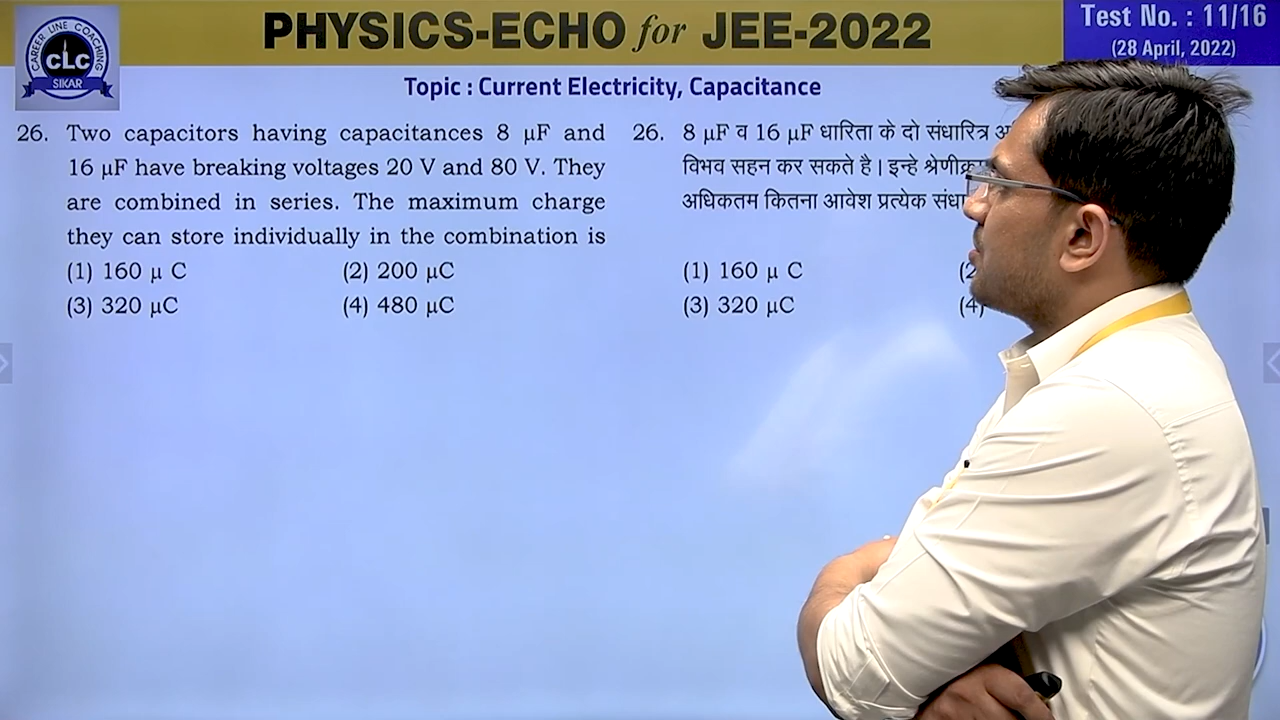 CAREER LINE COACHING
CLC
SIKAR
PHYSICS-ECHO for JEE-2022
Test No. : 11/16
(28 April, 2022)
Topic : Current Electricity, Capacitance
26. Two capacitors having capacitances 8 µF and
16 µF have breaking voltages 20 V and 80 V. They
are combined in series. The maximum charge
they can store individually in the combination is
(1) 160 µ C (2) 200 µC
(3) 320 µC (4) 480 µC
26. 8 µF व 16 µF धारिता के दो संधारित्र
विभव सहन कर सकते है। इन्हे
अधिकतम कितना आवेश प्रत्येक
(1) 160 µ C (2
(3) 320 µC (4)